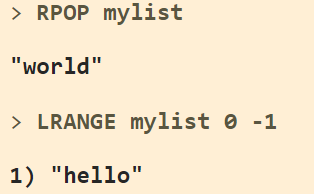 > RPOP mylist
"world"
> LRANGE mylist 0 -1
1) "hello"